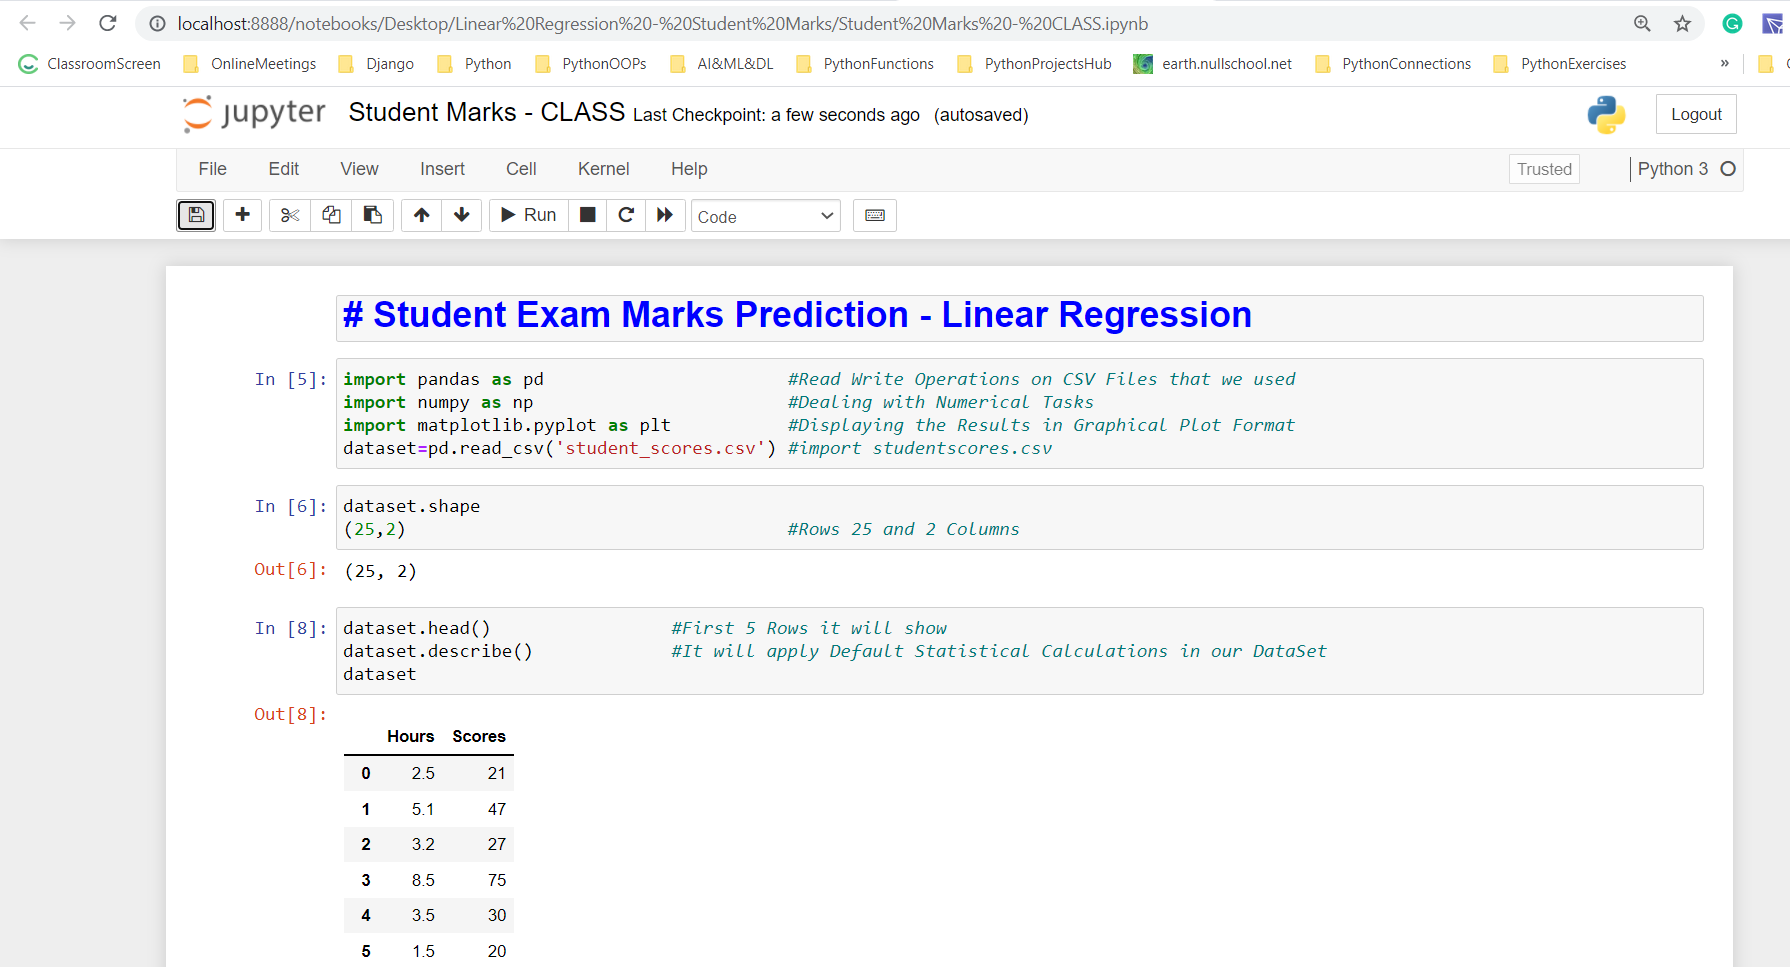 localhost:8888/notebooks/Desktop/Linear%20Regression%20-%20Student%20Marks/Student%20Marks%20-%20CLASS.ipynb
ClassroomScreen OnlineMeetings Django Python PythonOOPs AI&ML&DL PythonFunctions PythonProjectsHub earth.nullschool.net PythonConnections PythonExercises »
jupyter Student Marks - CLASS Last Checkpoint: a few seconds ago (autosaved) Logout
File Edit View Insert Cell Kernel Help Trusted Python 3
Run Code
# Student Exam Marks Prediction - Linear Regression
In [5]: import pandas as pd #Read Write Operations on CSV Files that we used
import numpy as np #Dealing with Numerical Tasks
import matplotlib.pyplot as plt #Displaying the Results in Graphical Plot Format
dataset=pd.read_csv('student_scores.csv') #import studentscores.csv
In [6]: dataset.shape
(25,2) #Rows 25 and 2 Columns
Out[6]: (25, 2)
In [8]: dataset.head() #First 5 Rows it will show
dataset.describe() #It will apply Default Statistical Calculations in our DataSet
dataset
Out[8]:
Hours Scores
0 2.5 21
1 5.1 47
2 3.2 27
3 8.5 75
4 3.5 30
5 1.5 20